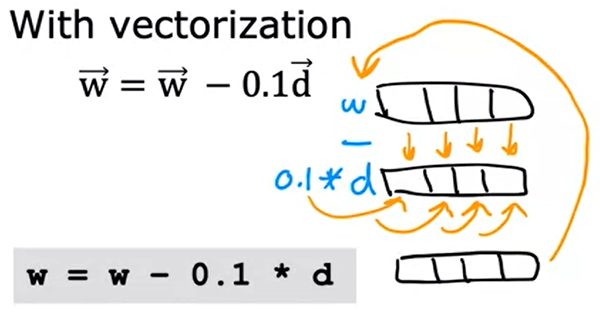 With vectorization
w⃗ = w⃗ − 0.1d⃗
w
−
0.1 * d
w = w - 0.1 * d